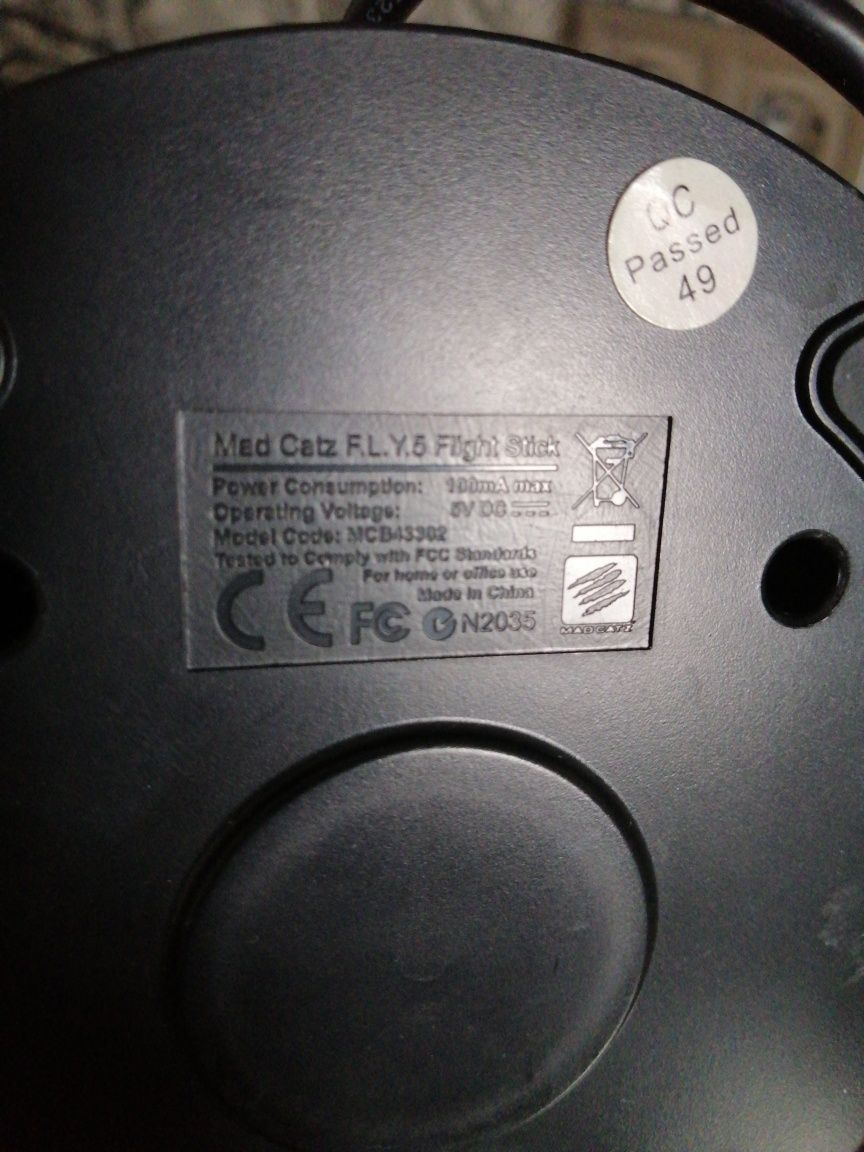 23
QC
Passed
49
Mad Catz F.L.Y.5 Flight Stick
Power Consumption: 100mA max
Operating Voltage: 5V DC
Model Code: MCB43302
Tested to Comply with FCC Standards
For home or office use
Made in China
CE FC N2035
MAD CATZ